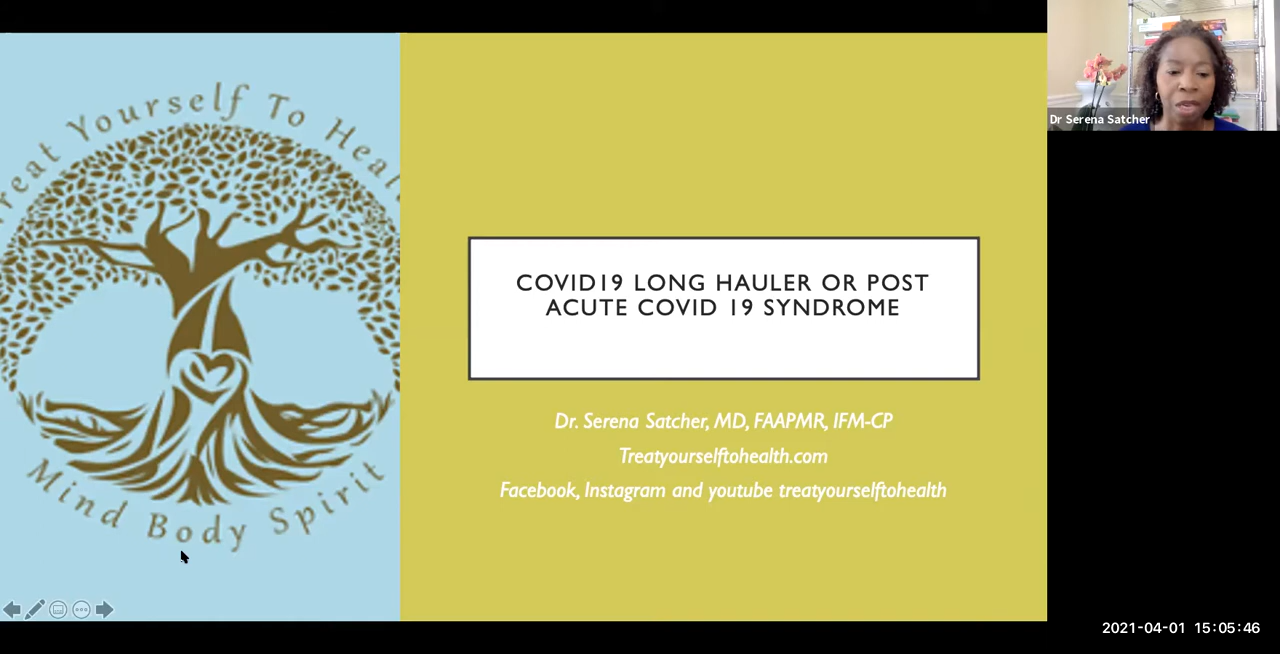 Treat Yourself To Heal
Mind Body Spirit
COVID19 LONG HAULER OR POST
ACUTE COVID 19 SYNDROME
Dr. Serena Satcher, MD, FAAPMR, IFM-CP
Treatyourselftohealth.com
Facebook, Instagram and youtube treatyourselftohealth
Dr Serena Satcher
2021-04-01 15:05:46